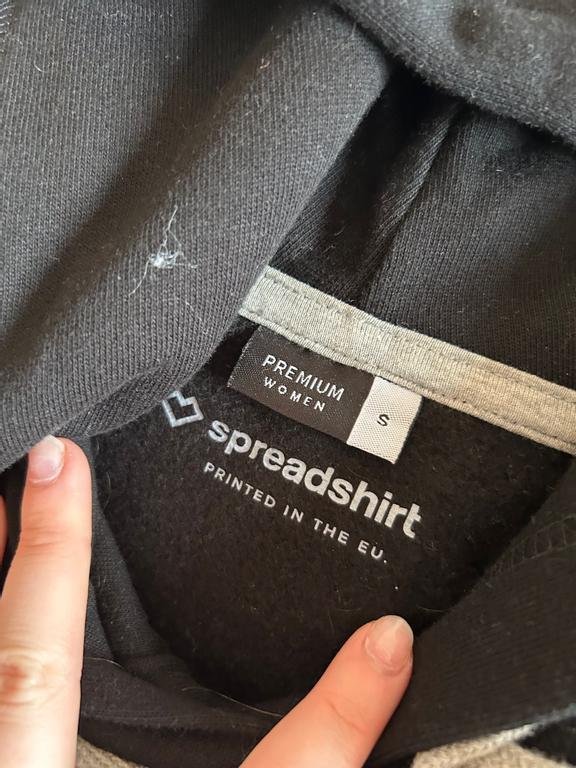 PREMIUM
WOMEN
S
spreadshirt
PRINTED IN THE EU.